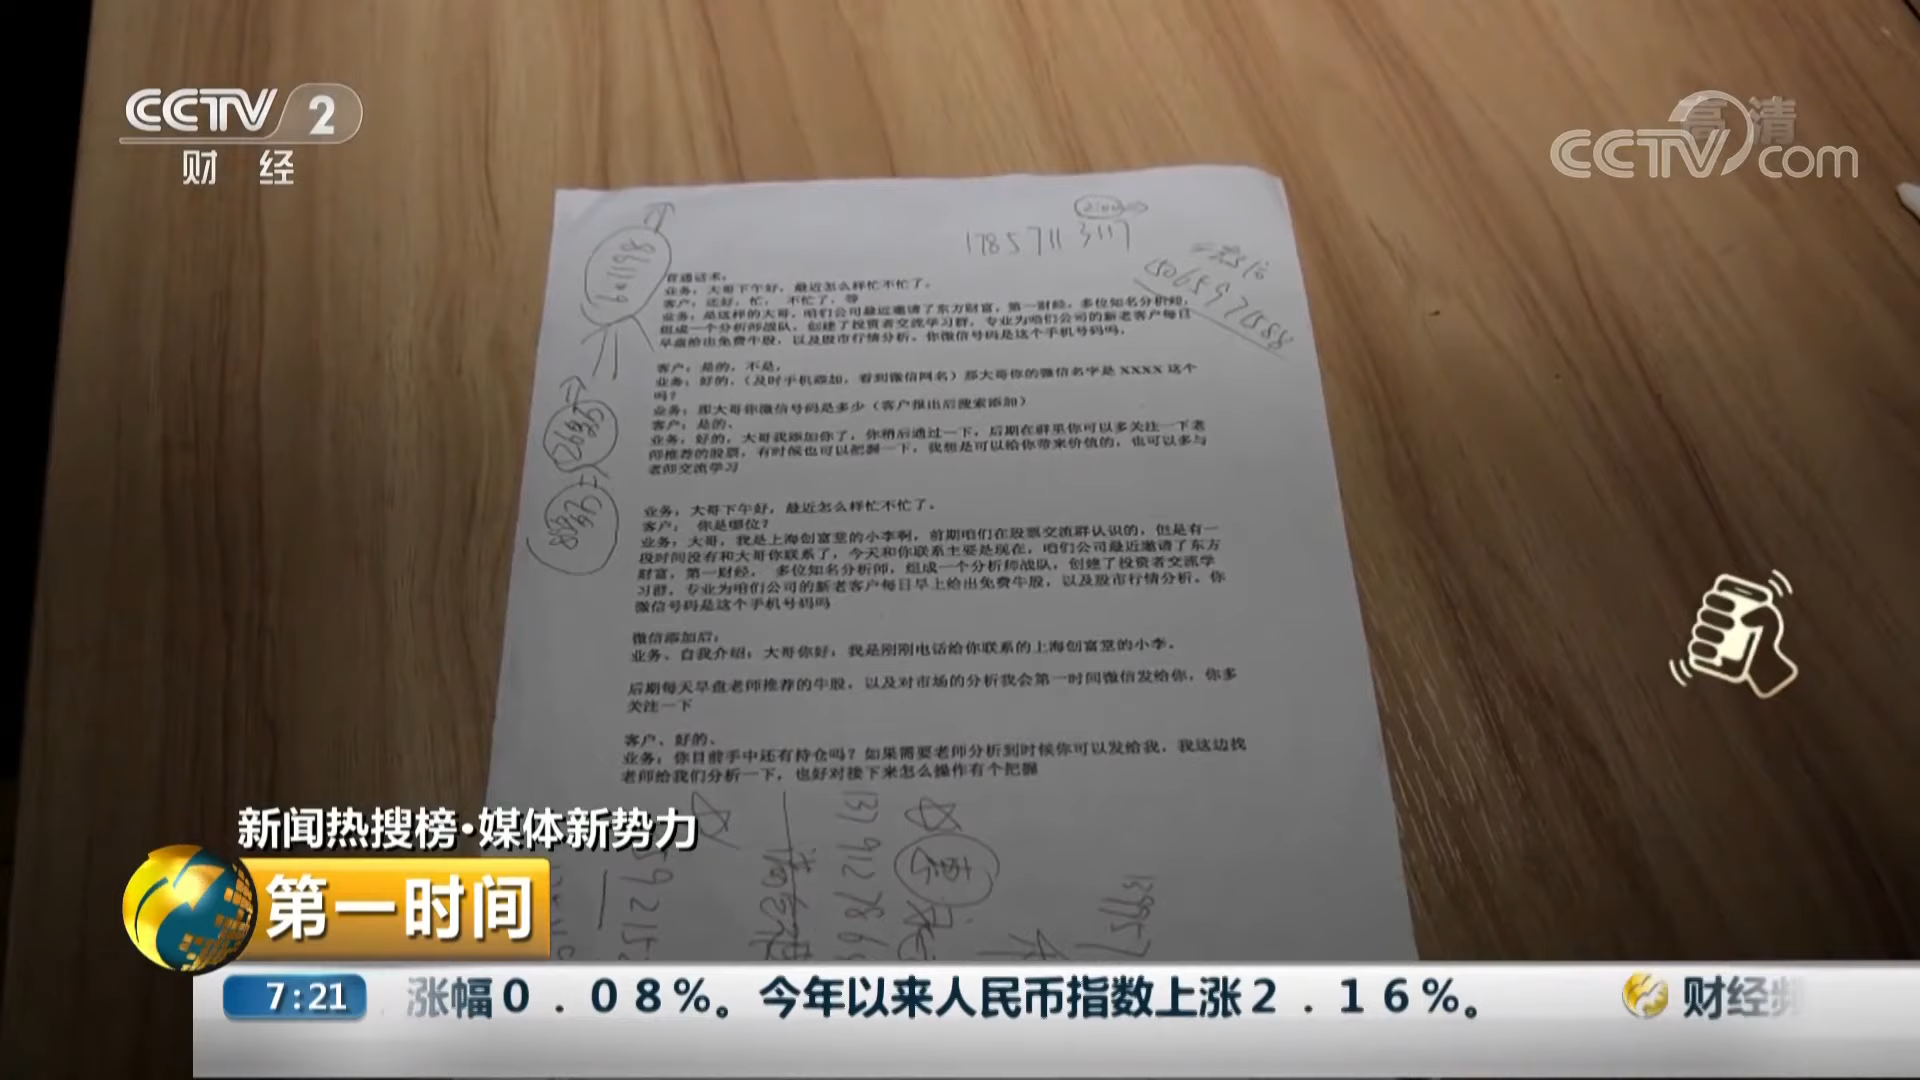 CCTV 2
财 经
高清
CCTV com
17857113117
15065971588
普通话术:
业务:大哥下午好,最近怎么样忙不忙了。
客户:还好,忙, 不忙了,等
业务:是这样的大哥,咱们公司最近邀请了东方财富,第一财经,多位知名分析师,
组成一个分析师战队,创建了投资者交流学习群,专业为咱们公司的新老客户每日
早盘给出免费牛股,以及股市行情分析。你微信号码是这个手机号码吗。
客户:是的,不是,
业务:好的,(及时手机添加,看到微信网名)那大哥你的微信名字是 XXXX 这个
吗?
业务:那大哥你微信号码是多少(客户报出后搜索添加)
客户:是的、
业务:好的,大哥我添加你了,你稍后通过一下,后期在群里你可以多关注一下老
师推荐的股票,有时候也可以把握一下,我想是可以给你带来价值的,也可以多与
老师交流学习
业务:大哥下午好,最近怎么样忙不忙了。
客户: 你是哪位?
业务:大哥,我是上海创富堂的小李啊,前期咱们在股票交流群认识的,但是有一
段时间没有和大哥你联系了,今天和你联系主要是现在,咱们公司最近邀请了东方
财富,第一财经, 多位知名分析师,组成一个分析师战队,创建了投资者交流学
习群,专业为咱们公司的新老客户每日早上给出免费牛股,以及股市行情分析。你
微信号码是这个手机号码吗
微信添加后:
业务、自我介绍:大哥你好,我是刚刚电话给你联系的上海创富堂的小李。
后期每天早盘老师推荐的牛股,以及对市场的分析我会第一时间微信发给你,你多
关注一下
客户、好的、
业务:你目前手中还有持仓吗?如果需要老师分析到时候你可以发给我,我这边找
老师给我们分析一下,也好对接下来怎么操作有个把握
新闻热搜榜·媒体新势力
第一时间
7:21 涨幅0.08%。今年以来人民币指数上涨2.16%。 财经频